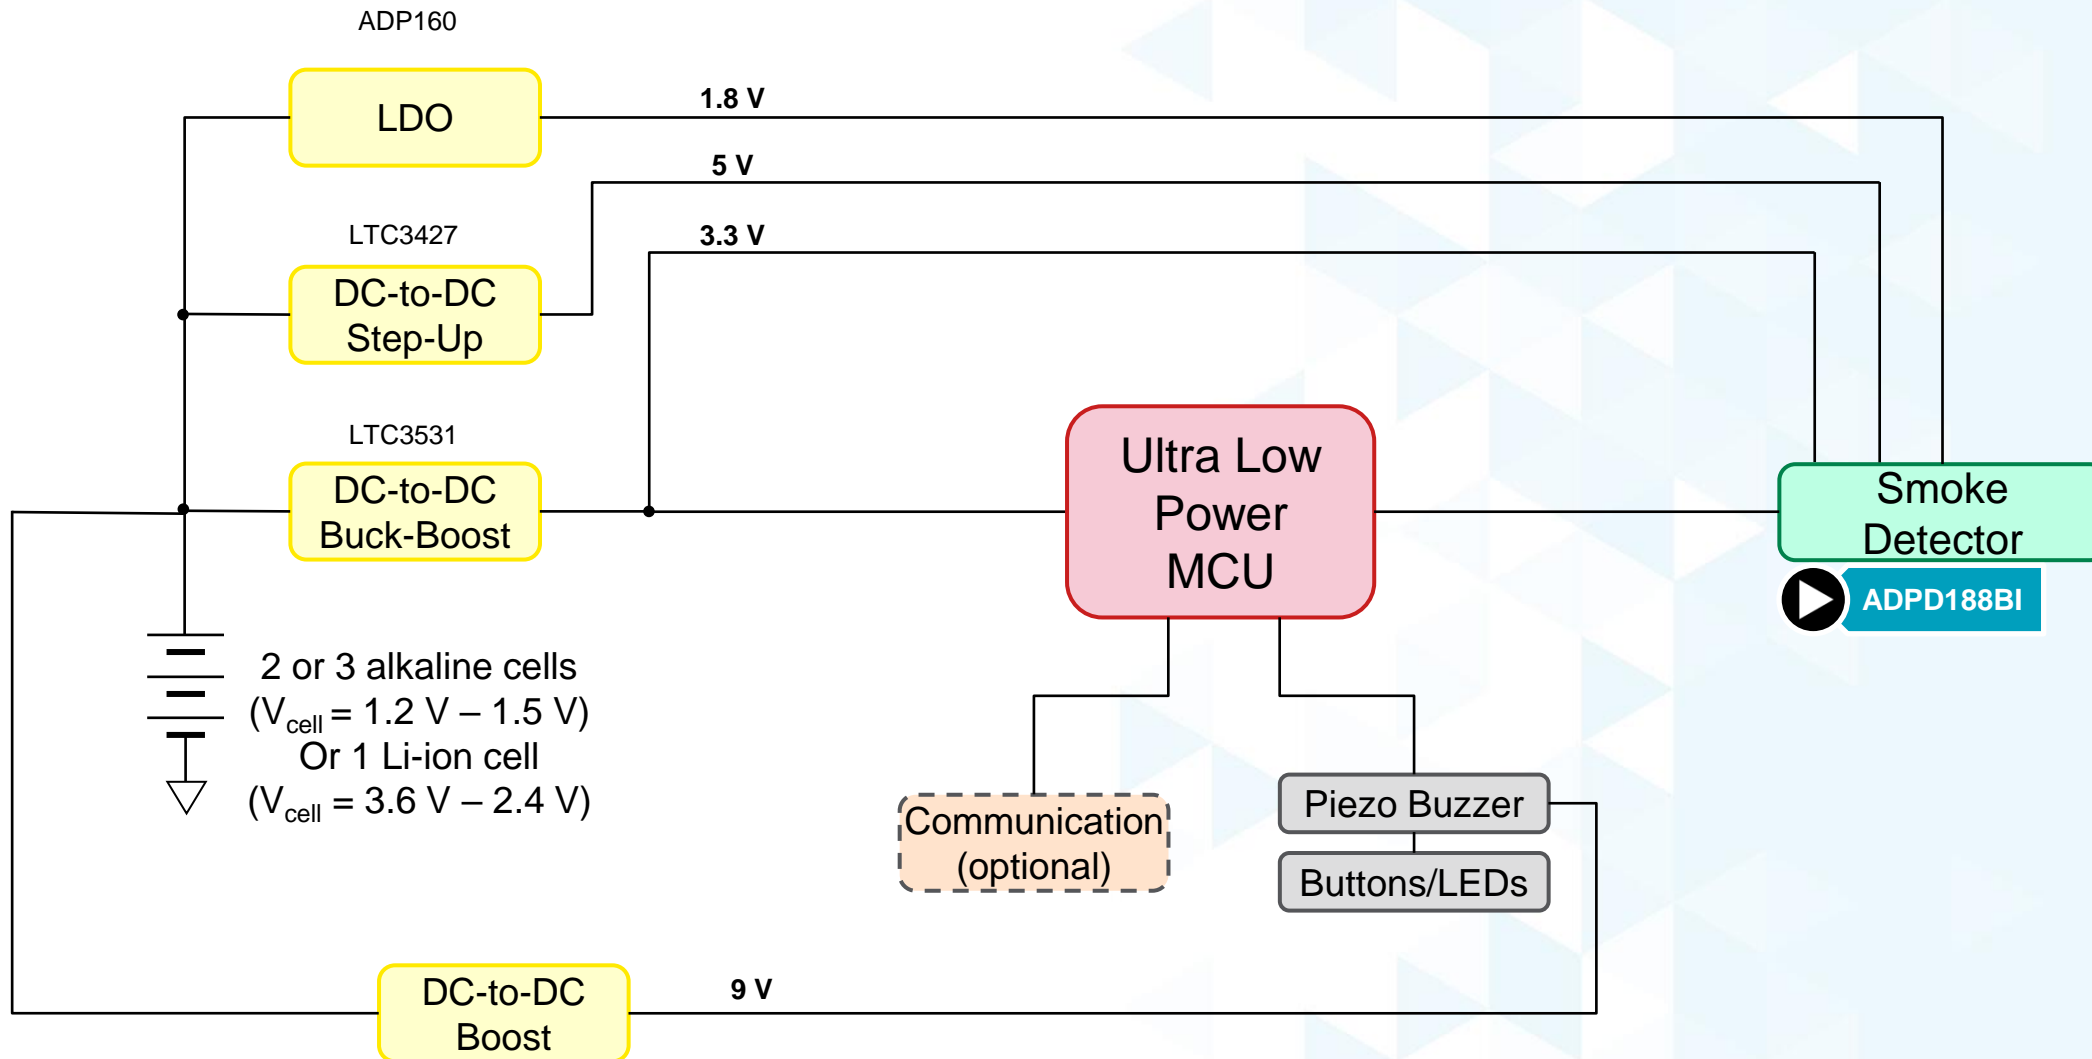 ADP160
LDO
1.8 V
5 V
LTC3427
3.3 V
DC-to-DC
Step-Up
LTC3531
DC-to-DC
Buck-Boost
Ultra Low
Power
MCU
Smoke
Detector
ADPD188BI
2 or 3 alkaline cells
(Vcell = 1.2 V – 1.5 V)
Or 1 Li-ion cell
(Vcell = 3.6 V – 2.4 V)
Communication
(optional)
Piezo Buzzer
Buttons/LEDs
DC-to-DC
Boost
9 V